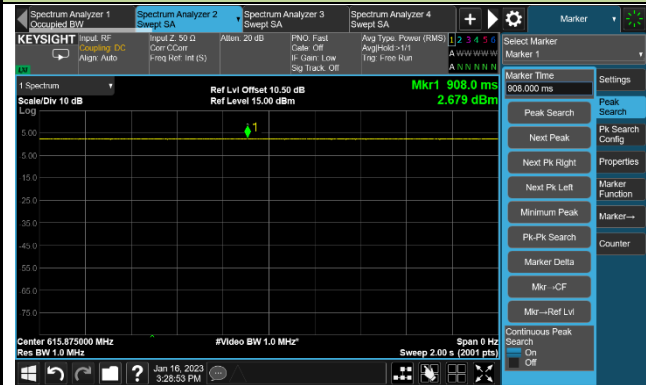 Spectrum Analyzer 1
Occupied BW
Spectrum Analyzer 2
Swept SA
Spectrum Analyzer 3
Swept SA
Spectrum Analyzer 4
Swept SA
+
Marker
KEYSIGHT
Input: RF
Coupling: DC
Align: Auto
Input Z: 50 Ω
Corr CCorr
Freq Ref: Int (S)
Atten: 20 dB
PNO: Fast
Gate: Off
IF Gain: Low
Sig Track: Off
Avg Type: Power (RMS)
Avg|Hold:>1/1
Trig: Free Run
1 2 3 4 5 6
A W W W W W
A N N N N N
Select Marker
Marker 1
LXI
1 Spectrum
Scale/Div 10 dB
Log
Ref Lvl Offset 10.50 dB
Ref Level 15.00 dBm
Mkr1 908.0 ms
2.679 dBm
1
5.00
-5.00
-15.0
-25.0
-35.0
-45.0
-55.0
-65.0
-75.0
Center 615.875000 MHz
Res BW 1.0 MHz
#Video BW 1.0 MHz*
Span 0 Hz
Sweep 2.00 s (2001 pts)
Marker Time
908.000 ms
Peak Search
Next Peak
Next Pk Right
Next Pk Left
Minimum Peak
Pk-Pk Search
Marker Delta
Mkr→CF
Mkr→Ref Lvl
Continuous Peak
Search
On
Off
Settings
Peak
Search
Pk Search
Config
Properties
Marker
Function
Marker→
Counter
?
Jan 16, 2023
3:28:53 PM